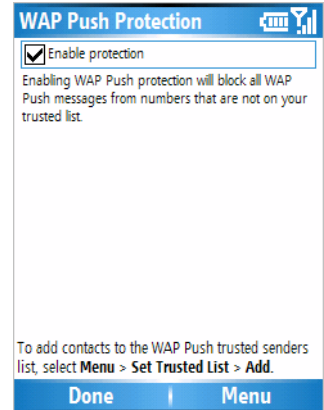 WAP Push Protection
Enable protection
Enabling WAP Push protection will block all WAP
Push messages from numbers that are not on your
trusted list.
To add contacts to the WAP Push trusted senders
list, select Menu > Set Trusted List > Add.
Done Menu